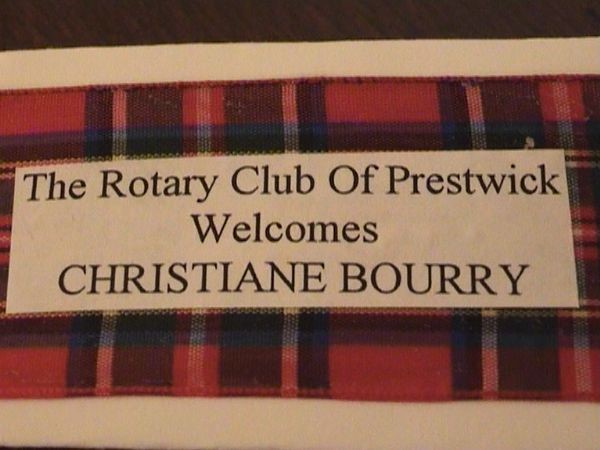 The Rotary Club Of Prestwick
Welcomes
CHRISTIANE BOURRY